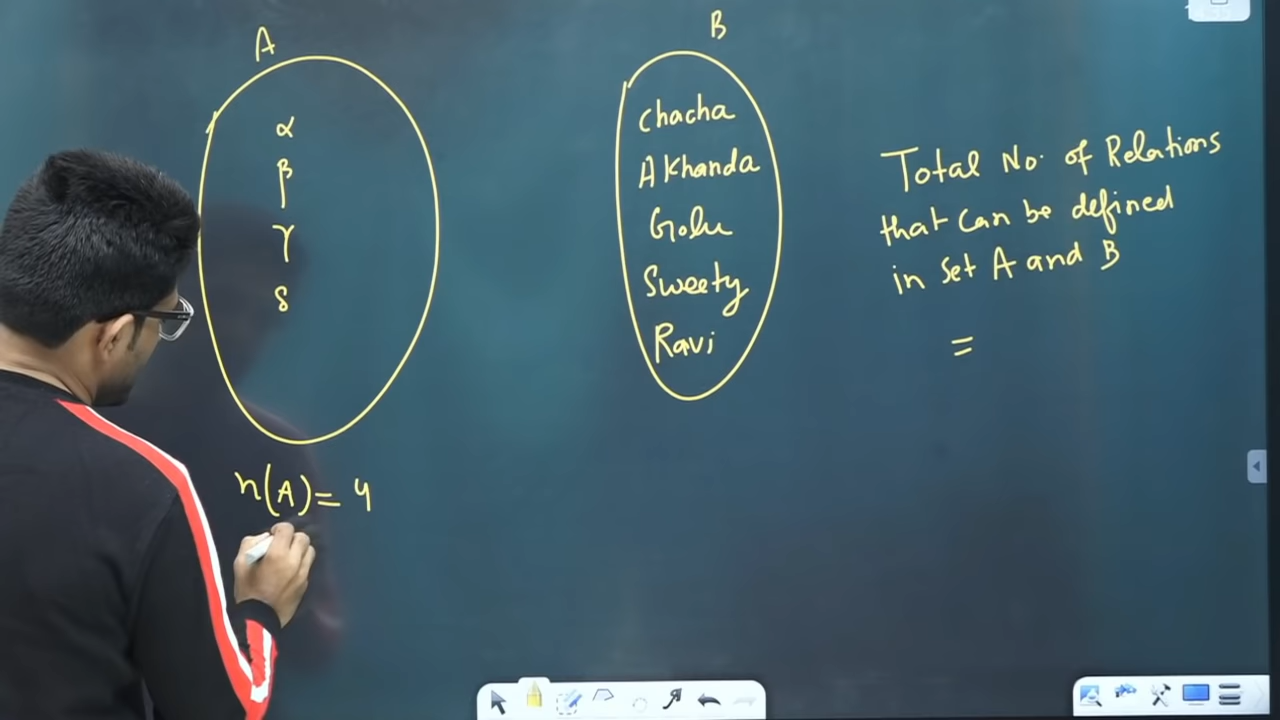 A
α
β
γ
δ
n(A) = 4
B
Chacha
Akhanda
Golu
Sweety
Ravi
Total No. of Relations
that can be defined
in Set A and B
=